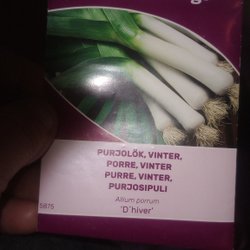 PURJOLÖK, VINTER,
PORRE, VINTER
PURRE, VINTER,
PURJOSIPULI
Allium porrum
'D´hiver'
5875